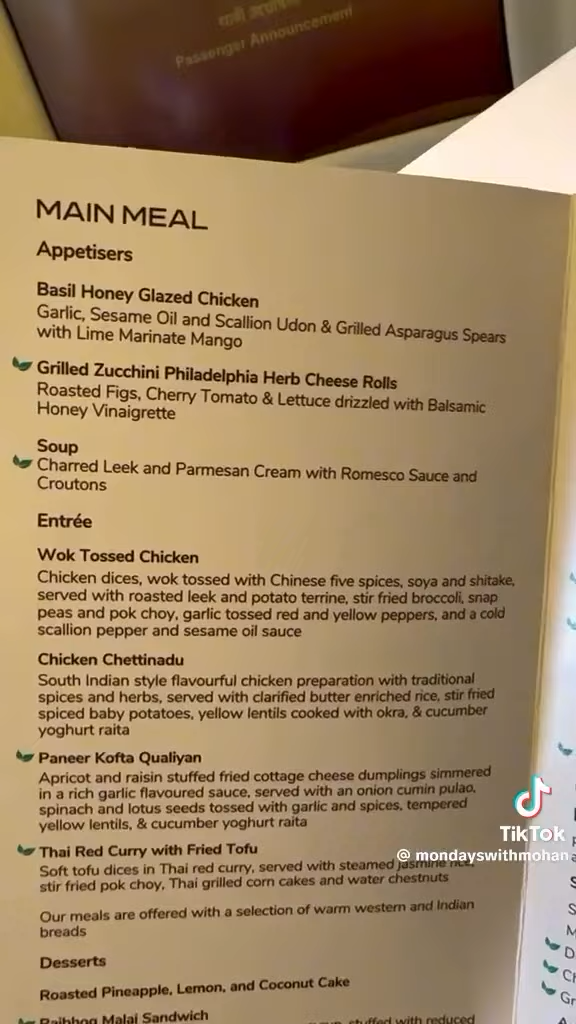 Passenger Announcement
MAIN MEAL
Appetisers
Basil Honey Glazed Chicken
Garlic, Sesame Oil and Scallion Udon & Grilled Asparagus Spears
with Lime Marinate Mango
Grilled Zucchini Philadelphia Herb Cheese Rolls
Roasted Figs, Cherry Tomato & Lettuce drizzled with Balsamic
Honey Vinaigrette
Soup
Charred Leek and Parmesan Cream with Romesco Sauce and
Croutons
Entrée
Wok Tossed Chicken
Chicken dices, wok tossed with Chinese five spices, soya and shitake,
served with roasted leek and potato terrine, stir fried broccoli, snap
peas and pok choy, garlic tossed red and yellow peppers, and a cold
scallion pepper and sesame oil sauce
Chicken Chettinadu
South Indian style flavourful chicken preparation with traditional
spices and herbs, served with clarified butter enriched rice, stir fried
spiced baby potatoes, yellow lentils cooked with okra, & cucumber
yoghurt raita
Paneer Kofta Qualiyan
Apricot and raisin stuffed fried cottage cheese dumplings simmered
in a rich garlic flavoured sauce, served with an onion cumin pulao,
spinach and lotus seeds tossed with garlic and spices, tempered
yellow lentils, & cucumber yoghurt raita
Thai Red Curry with Fried Tofu
Soft tofu dices in Thai red curry, served with steamed jasmine rice,
stir fried pok choy, Thai grilled corn cakes and water chestnuts
Our meals are offered with a selection of warm western and Indian
breads
Desserts
Roasted Pineapple, Lemon, and Coconut Cake
Rajbhog Malai Sandwich
stuffed with reduced
TikTok
@ mondayswithmohan